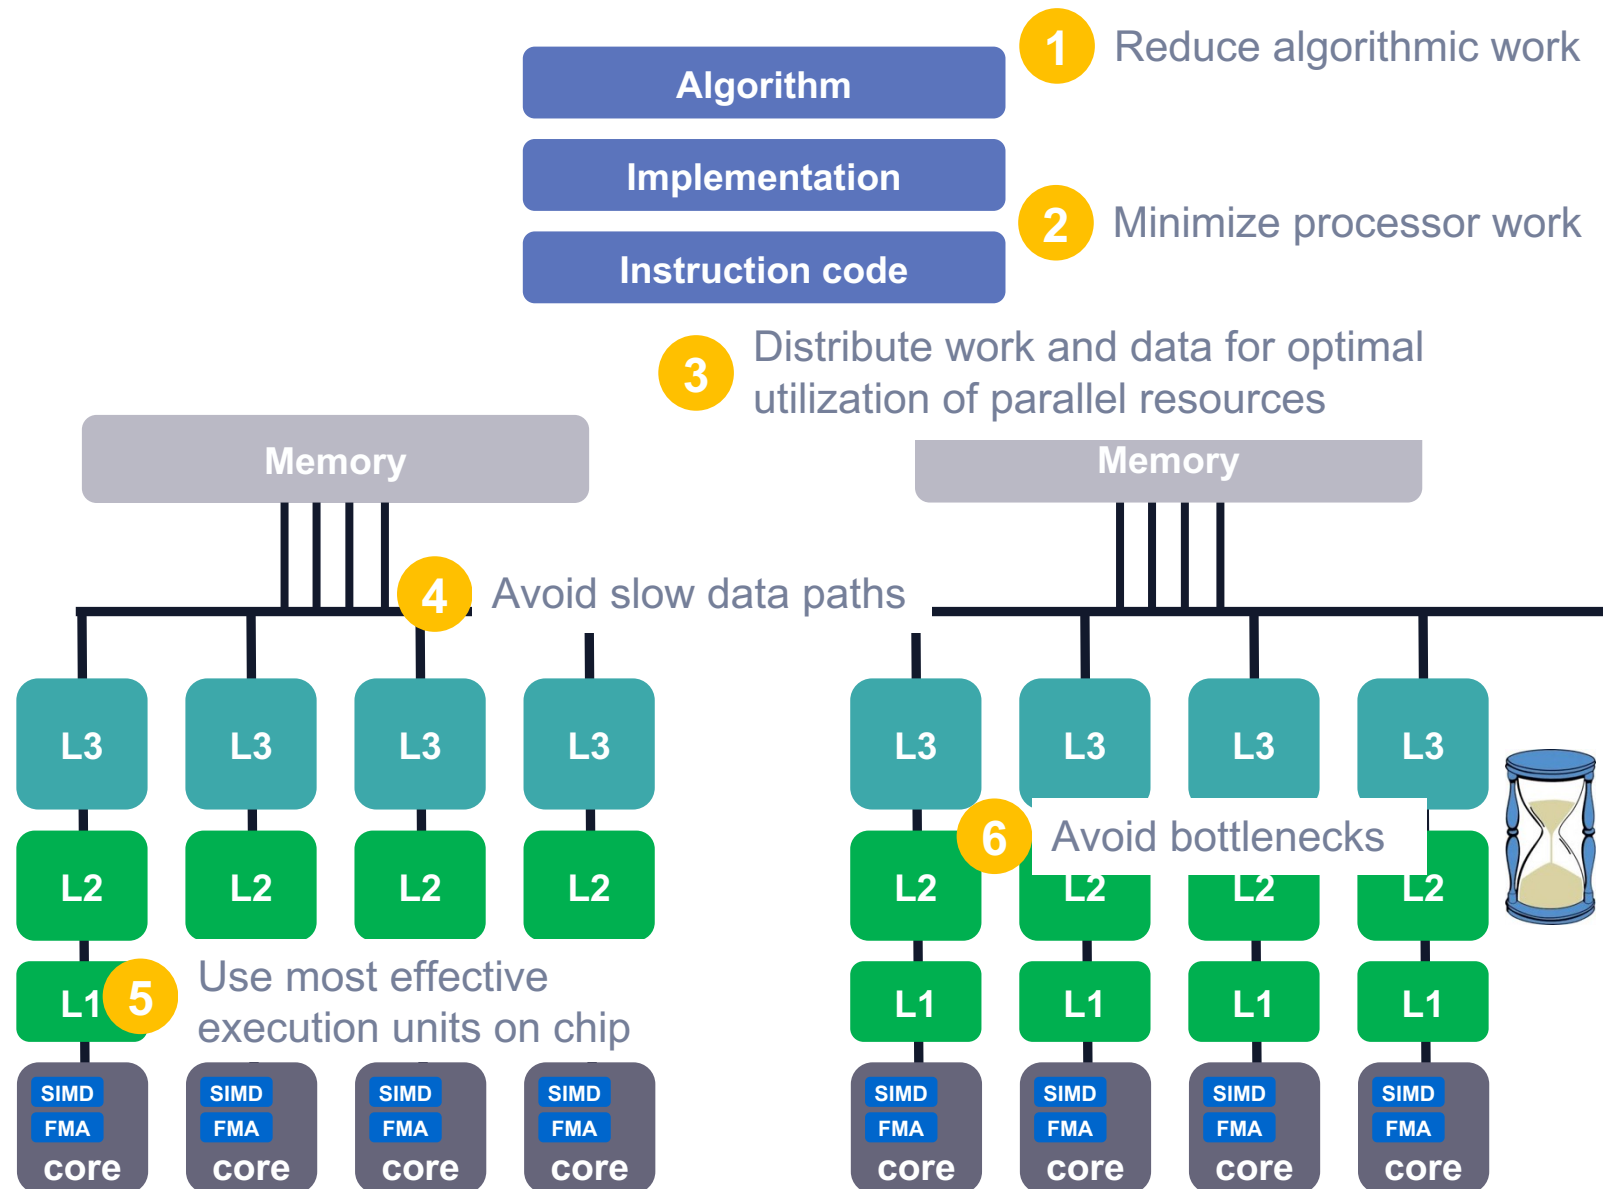 1 Reduce algorithmic work
Algorithm
Implementation
2 Minimize processor work
Instruction code
3 Distribute work and data for optimal
utilization of parallel resources
Memory Memory
4 Avoid slow data paths
L3 L3 L3 L3 L3 L3 L3 L3
6 Avoid bottlenecks
L2 L2 L2 L2 L2 L2 L2 L2
5 Use most effective
execution units on chip
L1 L1 L1 L1 L1
SIMD SIMD SIMD SIMD SIMD SIMD SIMD SIMD
FMA FMA FMA FMA FMA FMA FMA FMA
core core core core core core core core